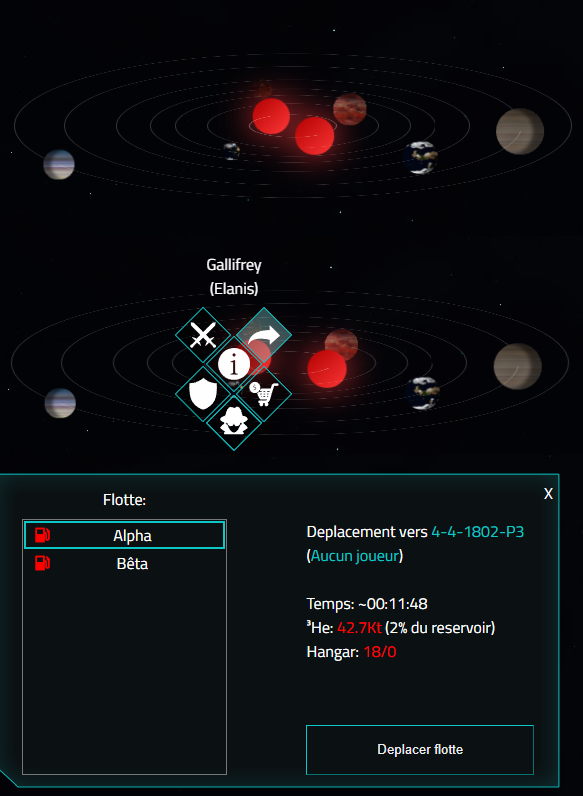 Gallifrey
(Elanis)
i
$
Flotte:
X
Alpha
Bêta
Deplacement vers 4-4-1802-P3
(Aucun joueur)
Temps: ~00:11:48
³He: 42.7Kt (2% du reservoir)
Hangar: 18/0
Deplacer flotte